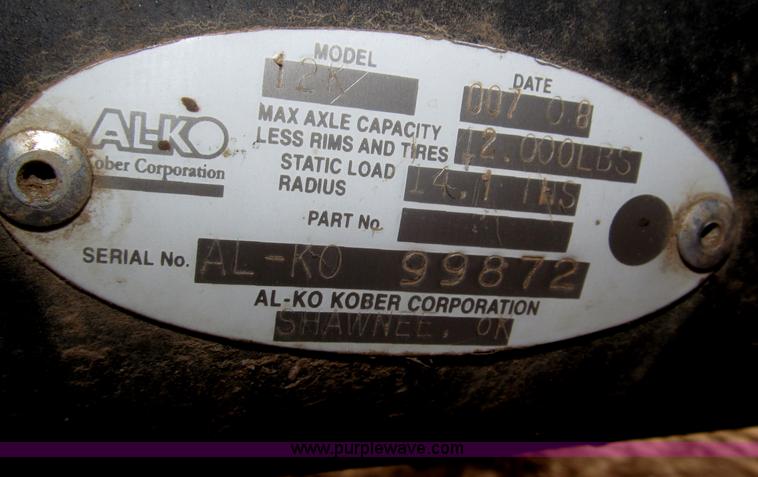 MODEL
12K
DATE
007 08
MAX AXLE CAPACITY
LESS RIMS AND TIRES
12.000LBS
STATIC LOAD
RADIUS
14.1 INS
PART No.
AL-KO
Kober Corporation
SERIAL No.
AL-KO 99872
AL-KO KOBER CORPORATION
SHAWNEE, OK
www.purplewave.com